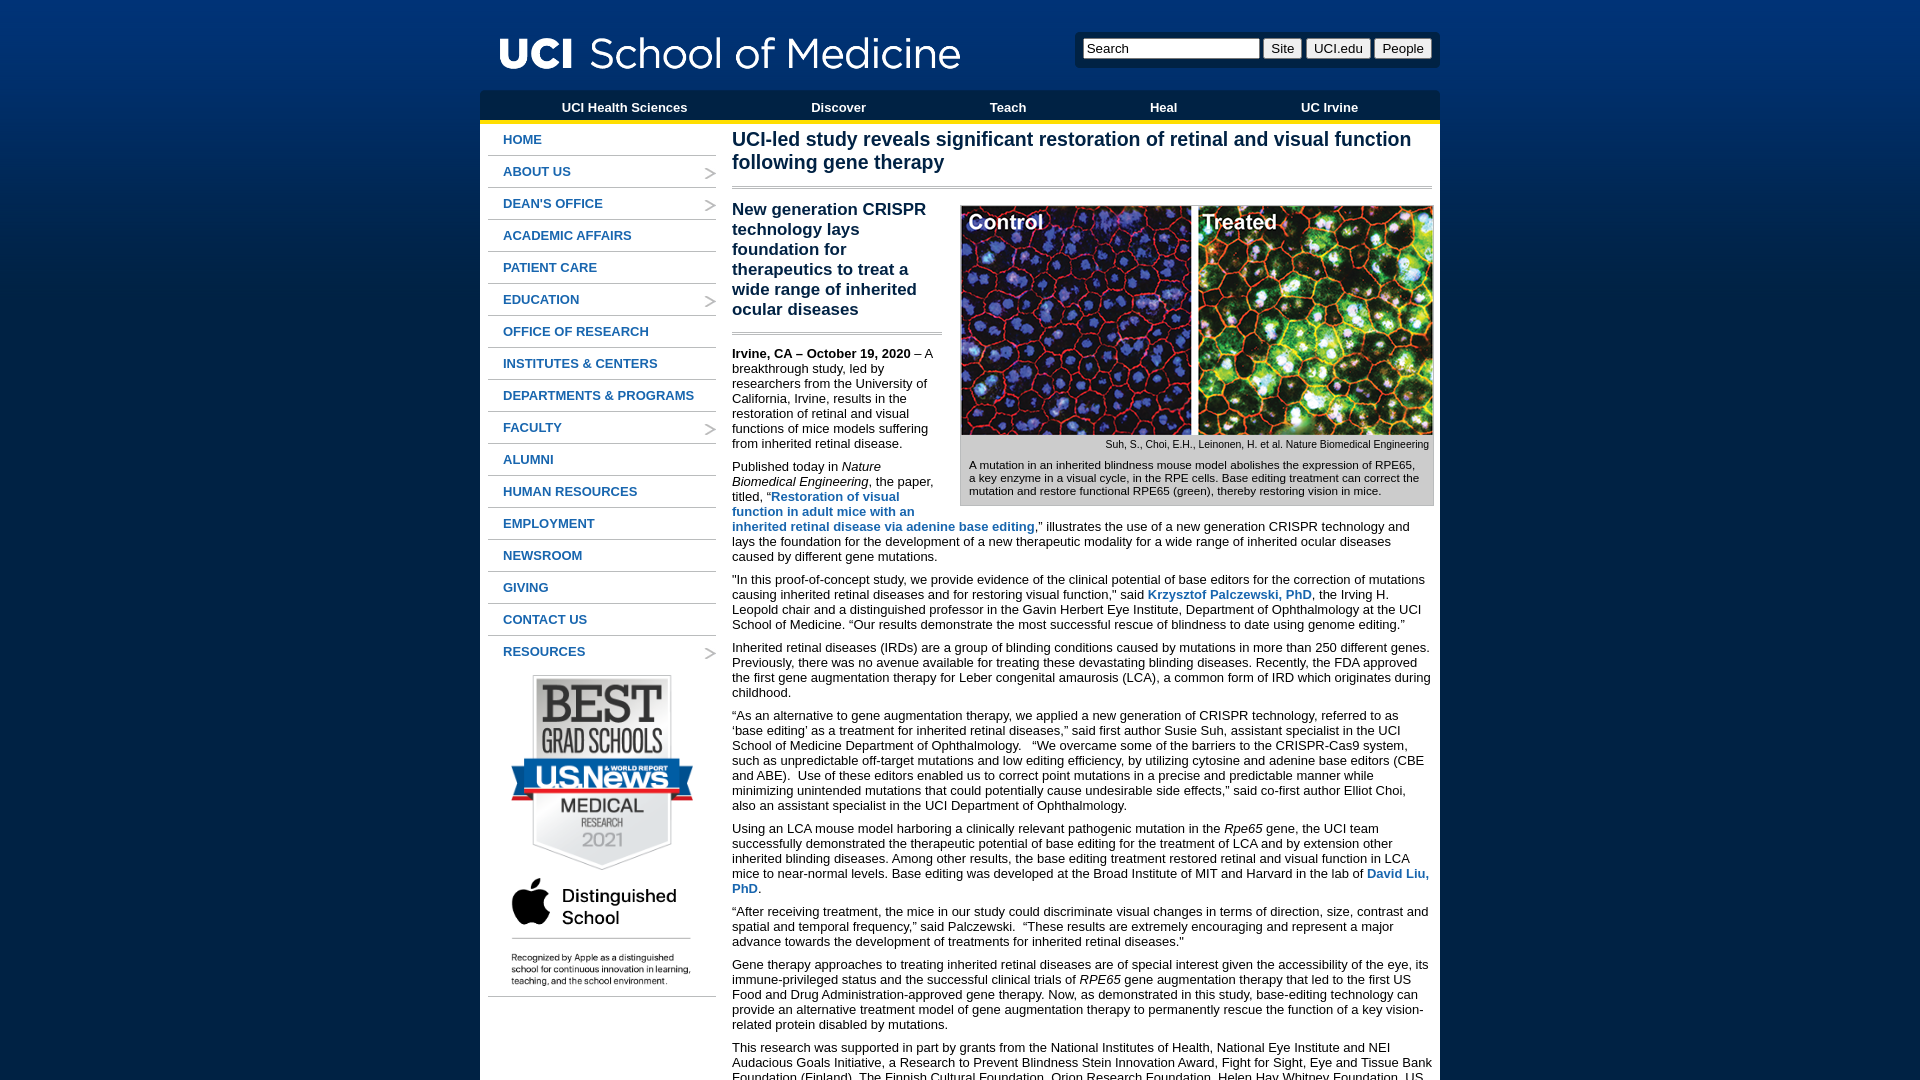 UCI School of Medicine
Search
Site
UCI.edu
People
UCI Health Sciences
Discover
Teach
Heal
UC Irvine
HOME
ABOUT US
DEAN'S OFFICE
ACADEMIC AFFAIRS
PATIENT CARE
EDUCATION
OFFICE OF RESEARCH
INSTITUTES & CENTERS
DEPARTMENTS & PROGRAMS
FACULTY
ALUMNI
HUMAN RESOURCES
EMPLOYMENT
NEWSROOM
GIVING
CONTACT US
RESOURCES
BEST
GRAD SCHOOLS
U.S.News
& WORLD REPORT
MEDICAL
RESEARCH
2021
Distinguished
School
Recognized by Apple as a distinguished
school for continuous innovation in learning,
teaching, and the school environment.
UCI-led study reveals significant restoration of retinal and visual function
following gene therapy
New generation CRISPR
technology lays
foundation for
therapeutics to treat a
wide range of inherited
ocular diseases
Control
Treated
Suh, S., Choi, E.H., Leinonen, H. et al. Nature Biomedical Engineering
A mutation in an inherited blindness mouse model abolishes the expression of RPE65,
a key enzyme in a visual cycle, in the RPE cells. Base editing treatment can correct the
mutation and restore functional RPE65 (green), thereby restoring vision in mice.
Irvine, CA – October 19, 2020 – A
breakthrough study, led by
researchers from the University of
California, Irvine, results in the
restoration of retinal and visual
functions of mice models suffering
from inherited retinal disease.
Published today in Nature
Biomedical Engineering, the paper,
titled, “Restoration of visual
function in adult mice with an
inherited retinal disease via adenine base editing,” illustrates the use of a new generation CRISPR technology and
lays the foundation for the development of a new therapeutic modality for a wide range of inherited ocular diseases
caused by different gene mutations.
"In this proof-of-concept study, we provide evidence of the clinical potential of base editors for the correction of mutations
causing inherited retinal diseases and for restoring visual function," said Krzysztof Palczewski, PhD, the Irving H.
Leopold chair and a distinguished professor in the Gavin Herbert Eye Institute, Department of Ophthalmology at the UCI
School of Medicine. “Our results demonstrate the most successful rescue of blindness to date using genome editing.”
Inherited retinal diseases (IRDs) are a group of blinding conditions caused by mutations in more than 250 different genes.
Previously, there was no avenue available for treating these devastating blinding diseases. Recently, the FDA approved
the first gene augmentation therapy for Leber congenital amaurosis (LCA), a common form of IRD which originates during
childhood.
“As an alternative to gene augmentation therapy, we applied a new generation of CRISPR technology, referred to as
‘base editing’ as a treatment for inherited retinal diseases,” said first author Susie Suh, assistant specialist in the UCI
School of Medicine Department of Ophthalmology.   “We overcame some of the barriers to the CRISPR-Cas9 system,
such as unpredictable off-target mutations and low editing efficiency, by utilizing cytosine and adenine base editors (CBE
and ABE).  Use of these editors enabled us to correct point mutations in a precise and predictable manner while
minimizing unintended mutations that could potentially cause undesirable side effects,” said co-first author Elliot Choi,
also an assistant specialist in the UCI Department of Ophthalmology.
Using an LCA mouse model harboring a clinically relevant pathogenic mutation in the Rpe65 gene, the UCI team
successfully demonstrated the therapeutic potential of base editing for the treatment of LCA and by extension other
inherited blinding diseases. Among other results, the base editing treatment restored retinal and visual function in LCA
mice to near-normal levels. Base editing was developed at the Broad Institute of MIT and Harvard in the lab of David Liu,
PhD.
“After receiving treatment, the mice in our study could discriminate visual changes in terms of direction, size, contrast and
spatial and temporal frequency,” said Palczewski.  “These results are extremely encouraging and represent a major
advance towards the development of treatments for inherited retinal diseases."
Gene therapy approaches to treating inherited retinal diseases are of special interest given the accessibility of the eye, its
immune-privileged status and the successful clinical trials of RPE65 gene augmentation therapy that led to the first US
Food and Drug Administration-approved gene therapy. Now, as demonstrated in this study, base-editing technology can
provide an alternative treatment model of gene augmentation therapy to permanently rescue the function of a key vision-
related protein disabled by mutations.
This research was supported in part by grants from the National Institutes of Health, National Eye Institute and NEI
Audacious Goals Initiative, a Research to Prevent Blindness Stein Innovation Award, Fight for Sight, Eye and Tissue Bank
Foundation (Finland), The Finnish Cultural Foundation, Orion Research Foundation, Helen Hay Whitney Foundation, US